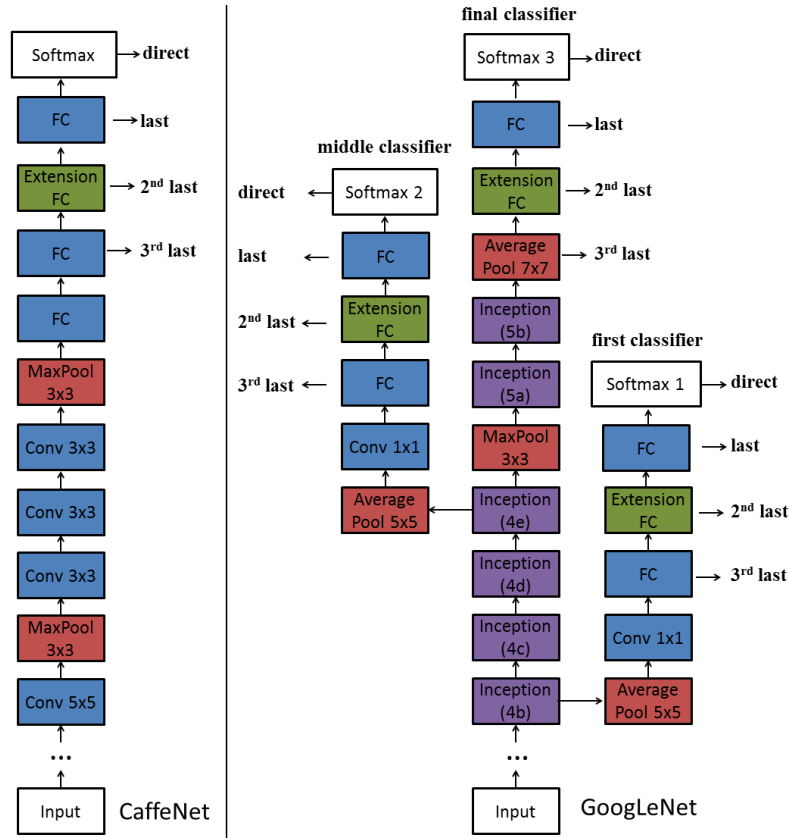 Softmax
direct
FC
last
Extension
FC
2nd last
FC
3rd last
FC
MaxPool
3x3
Conv 3x3
Conv 3x3
Conv 3x3
MaxPool
3x3
Conv 5x5
...
Input
CaffeNet
middle classifier
direct
Softmax 2
last
FC
2nd last
Extension
FC
3rd last
FC
Conv 1x1
Average
Pool 5x5
final classifier
Softmax 3
direct
FC
last
Extension
FC
2nd last
Average
Pool 7x7
3rd last
Inception
(5b)
Inception
(5a)
MaxPool
3x3
Inception
(4e)
Inception
(4d)
Inception
(4c)
Inception
(4b)
...
Input
first classifier
Softmax 1
direct
FC
last
Extension
FC
2nd last
FC
3rd last
Conv 1x1
Average
Pool 5x5
GoogLeNet